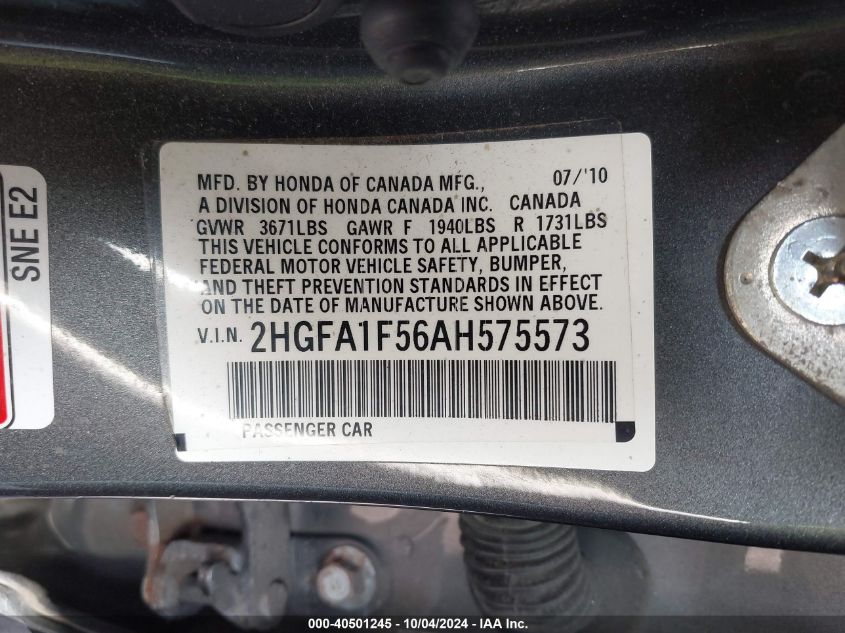 MFD. BY HONDA OF CANADA MFG., 07/'10
A DIVISION OF HONDA CANADA INC. CANADA
GVWR 3671LBS GAWR F 1940LBS R 1731LBS
THIS VEHICLE CONFORMS TO ALL APPLICABLE
FEDERAL MOTOR VEHICLE SAFETY, BUMPER,
AND THEFT PREVENTION STANDARDS IN EFFECT
ON THE DATE OF MANUFACTURE SHOWN ABOVE.
V.I.N. 2HGFA1F56AH575573
PASSENGER CAR
SNE E2
000-40501245 - 10/04/2024 - IAA Inc.